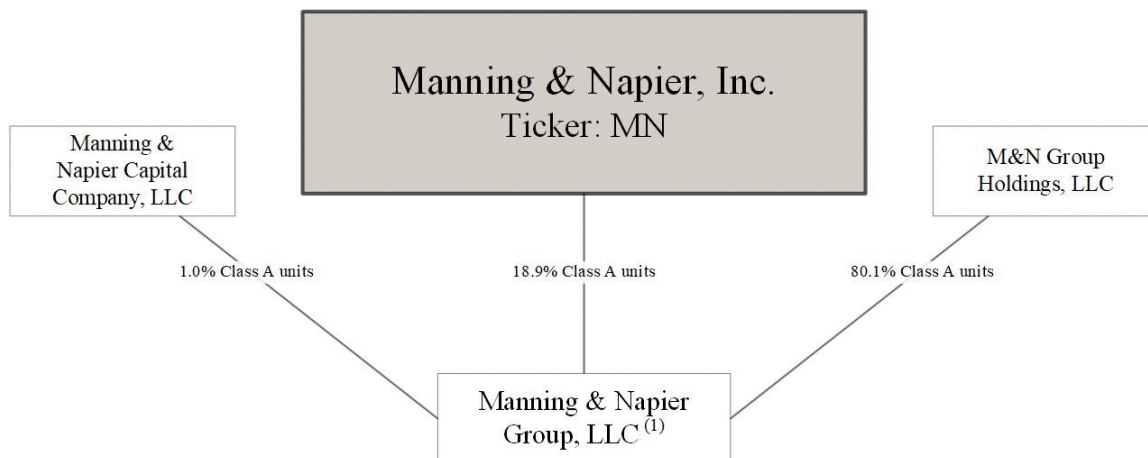 Manning & Napier, Inc.
Ticker: MN
Manning &
Napier Capital
Company, LLC
M&N Group
Holdings, LLC
1.0% Class A units
18.9% Class A units
80.1% Class A units
Manning & Napier
Group, LLC (1)